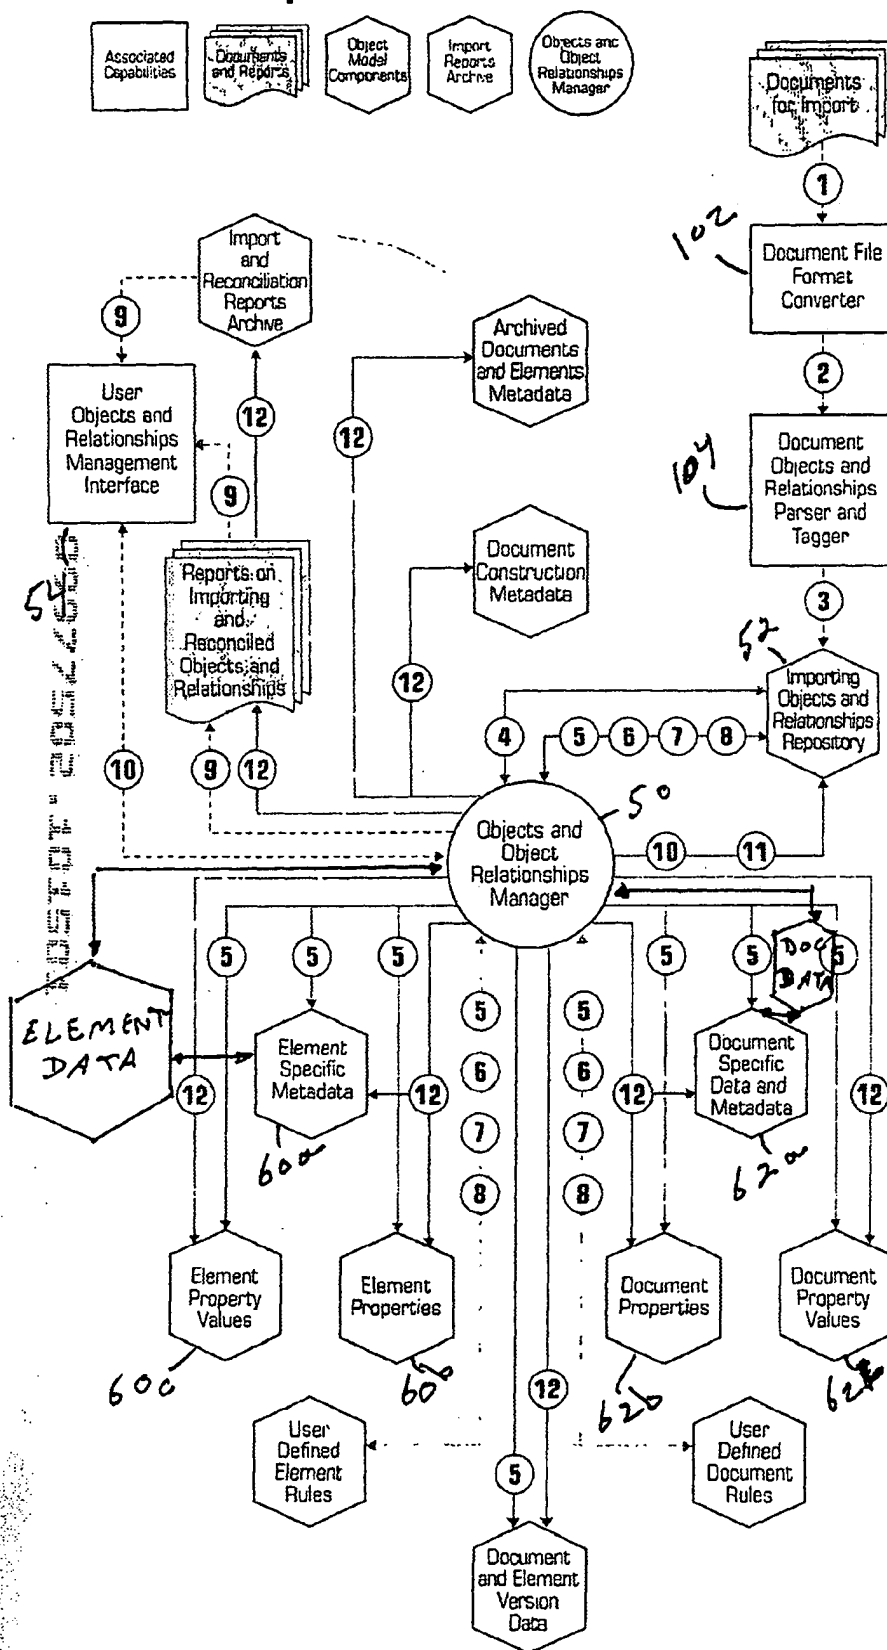 Associated
Capabilities
Documents
and Reports
Object
Model
Components
Import
Reports
Archive
Objects and
Object
Relationships
Manager
Documents
for Import
1
102
Document File
Format
Converter
2
104
Document
Objects and
Relationships
Parser and
Tagger
3
52
Importing
Objects and
Relationships
Repository
Import
and
Reconciliation
Reports
Archive
9
12
User
Objects and
Relationships
Management
Interface
9
Archived
Documents
and Elements
Metadata
12
Document
Construction
Metadata
12
Reports on
Importing
and
Reconciled
Objects and
Relationships
10
9
12
4
5
6
7
8
50
Objects and
Object
Relationships
Manager
10
11
ELEMENT
DATA
5
5
5
5
5
5
5
5
DOC
DATA
Element
Specific
Metadata
60a
Document
Specific
Data and
Metadata
62a
12
12
12
12
6
6
7
7
8
8
Element
Property
Values
60c
Element
Properties
60b
Document
Properties
62b
Document
Property
Values
12
User
Defined
Element
Rules
User
Defined
Document
Rules
5
Document
and Element
Version
Data